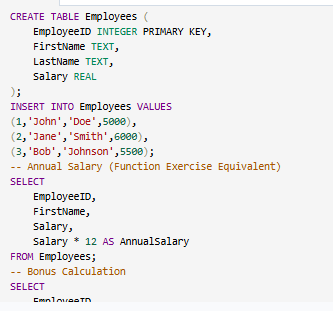 CREATE TABLE Employees (
    EmployeeID INTEGER PRIMARY KEY,
    FirstName TEXT,
    LastName TEXT,
    Salary REAL
);
INSERT INTO Employees VALUES
(1,'John','Doe',5000),
(2,'Jane','Smith',6000),
(3,'Bob','Johnson',5500);
-- Annual Salary (Function Exercise Equivalent)
SELECT
    EmployeeID,
    FirstName,
    Salary,
    Salary * 12 AS AnnualSalary
FROM Employees;
-- Bonus Calculation
SELECT
    EmployeeID